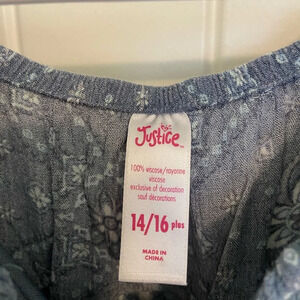 Justice
100% viscose/rayonne
viscose
exclusive of decoration
sauf décorations
14/16 plus
MADE IN
CHINA